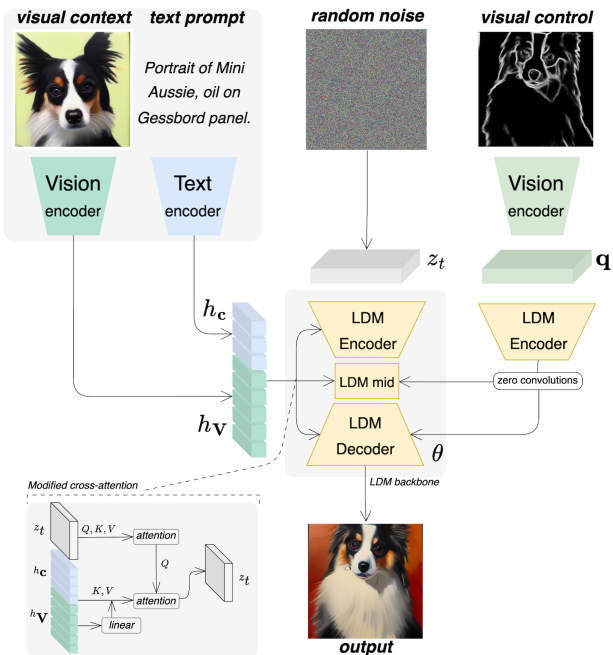 visual context
text prompt
random noise
visual control
Portrait of Mini
Aussie, oil on
Gessbord panel.
Vision
encoder
Text
encoder
Vision
encoder
z_t
q
h_c
LDM
Encoder
LDM
Encoder
LDM mid
zero convolutions
h_V
LDM
Decoder
θ
LDM backbone
Modified cross-attention
z_t
Q, K, V
attention
Q
h_c
K, V
attention
z_t
h_V
linear
output